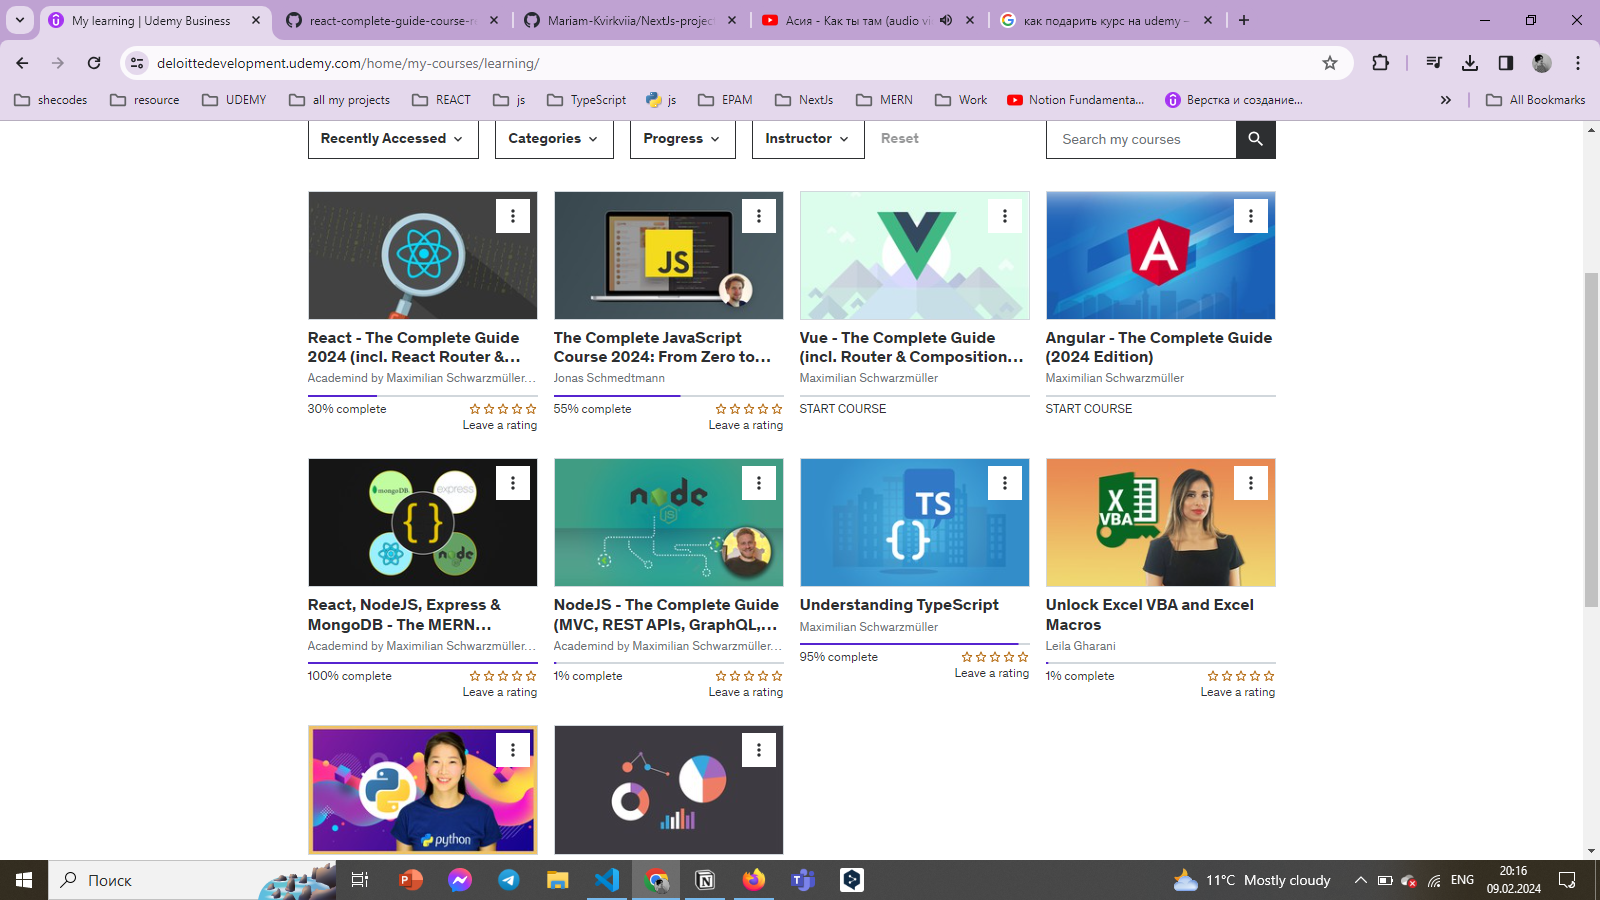 My learning | Udemy Business
react-complete-guide-course-re
Mariam-Kvirkviia/NextJs-project
Асия - Как ты там (audio vi
как подарить курс на udemy –
deloittedevelopment.udemy.com/home/my-courses/learning/
shecodes
resource
UDEMY
all my projects
REACT
js
TypeScript
js
EPAM
NextJs
MERN
Work
Notion Fundamenta...
Верстка и создание...
All Bookmarks
Recently Accessed
Categories
Progress
Instructor
Reset
Search my courses
JS
A
React - The Complete Guide
2024 (incl. React Router &...
Academind by Maximilian Schwarzmüller...
30% complete
Leave a rating
The Complete JavaScript
Course 2024: From Zero to...
Jonas Schmedtmann
55% complete
Leave a rating
Vue - The Complete Guide
(incl. Router & Composition...
Maximilian Schwarzmüller
START COURSE
Angular - The Complete Guide
(2024 Edition)
Maximilian Schwarzmüller
START COURSE
mongoDB
express
{ }
node
node
JS
TS
{ }
X
VBA
React, NodeJS, Express &
MongoDB - The MERN...
Academind by Maximilian Schwarzmüller...
100% complete
Leave a rating
NodeJS - The Complete Guide
(MVC, REST APIs, GraphQL,...
Academind by Maximilian Schwarzmüller...
1% complete
Leave a rating
Understanding TypeScript
Maximilian Schwarzmüller
95% complete
Leave a rating
Unlock Excel VBA and Excel
Macros
Leila Gharani
1% complete
Leave a rating
python
Поиск
11°C Mostly cloudy
ENG
20:16
09.02.2024